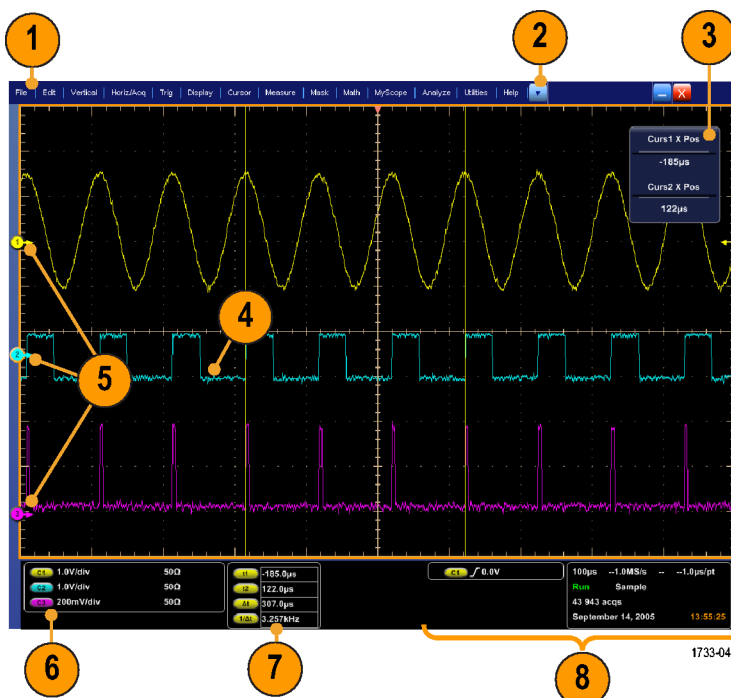 1
2
3
File | Edit | Vertical | Horiz/Acq | Trig | Display | Cursor | Measure | Mask | Math | MyScope | Analyze | Utilities | Help
X
Curs1 X Pos
-185µs
Curs2 X Pos
122µs
1
4
2
5
3
C1 1.0V/div 50Ω
C2 1.0V/div 50Ω
C3 200mV/div 50Ω
t1 -185.0µs
t2 122.0µs
Δt 307.0µs
1/Δt 3.257kHz
C1 0.0V
100µs --1.0MS/s -- --1.0µs/pt
Run Sample
43 943 acqs
September 14, 2005 13:55:25
6
7
8
1733-04